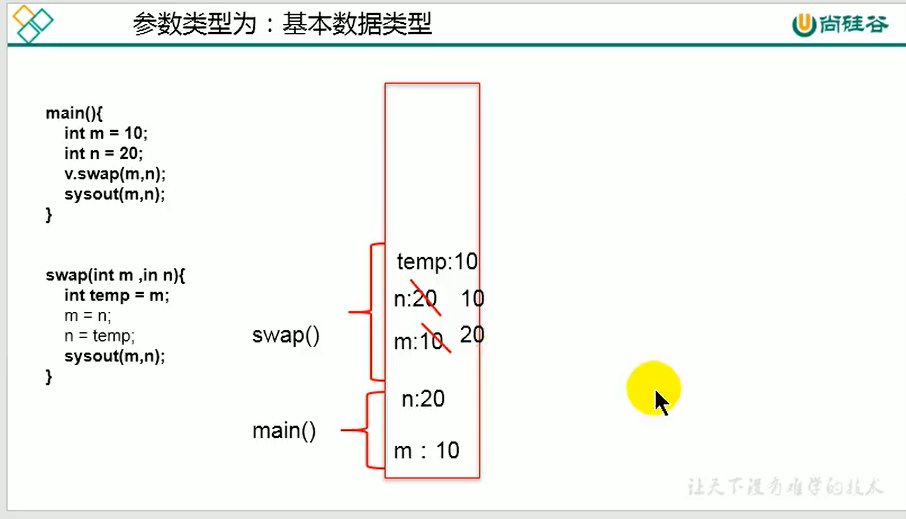 参数类型为：基本数据类型
尚硅谷
main(){
int m = 10;
int n = 20;
v.swap(m,n);
sysout(m,n);
}
swap(int m ,in n){
int temp = m;
m = n;
n = temp;
sysout(m,n);
}
temp:10
n:20 10
m:10 20
swap()
n:20
main()
m：10
让天下没有难学的技术